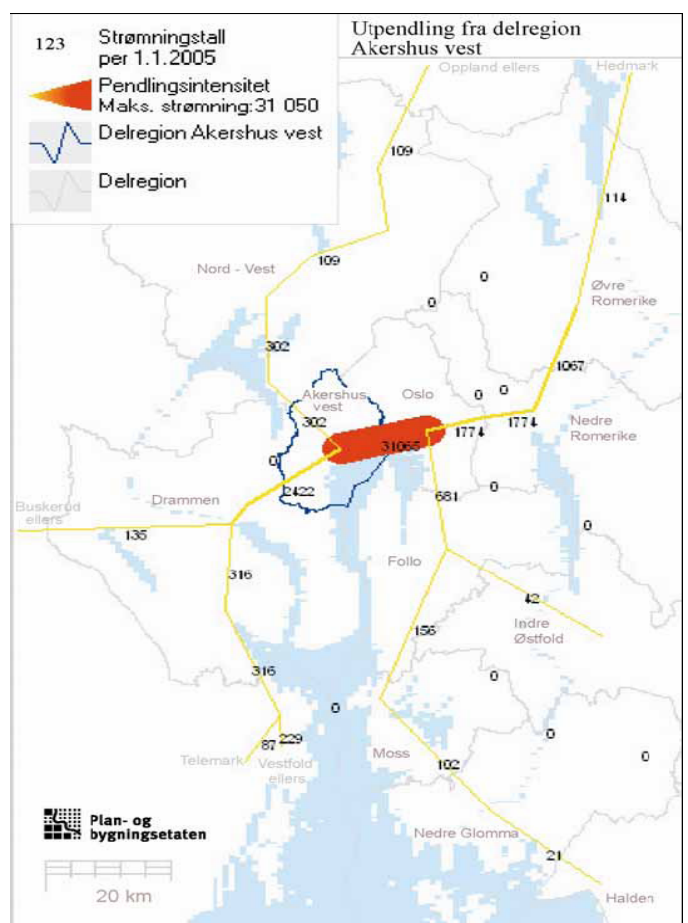 123 Strømningstall
per 1.1.2005
Pendlingsintensitet
Maks. strømning:31 050
Delregion Akershus vest
Delregion
Utpendling fra delregion
Akershus vest
Oppland ellers
Hedmark
109
114
Nord - Vest
109
0
0
Øvre
Romerike
302
1067
Akershus
vest
Oslo
0
0
302
31065
1774
1774
Nedre
Romerike
0
2422
681
0
Drammen
Buskerud
ellers
135
0
316
Follo
42
156
Indre
Østfold
316
0
0
87
229
Telemark
Vestfold
ellers
Moss
102
0
0
Plan- og
bygningsetaten
Nedre Glomma
21
20 km
Halden